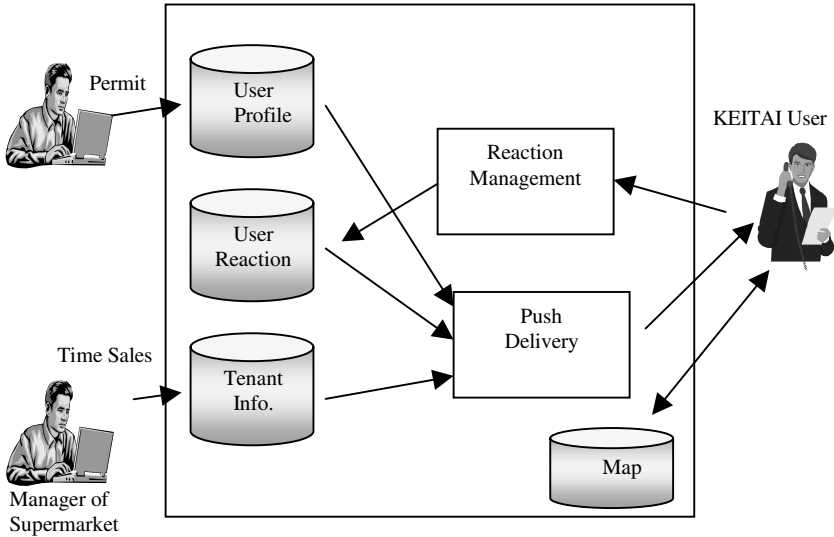 Permit
User
Profile
KEITAI User
Reaction
Management
User
Reaction
Push
Delivery
Time Sales
Tenant
Info.
Map
Manager of
Supermarket